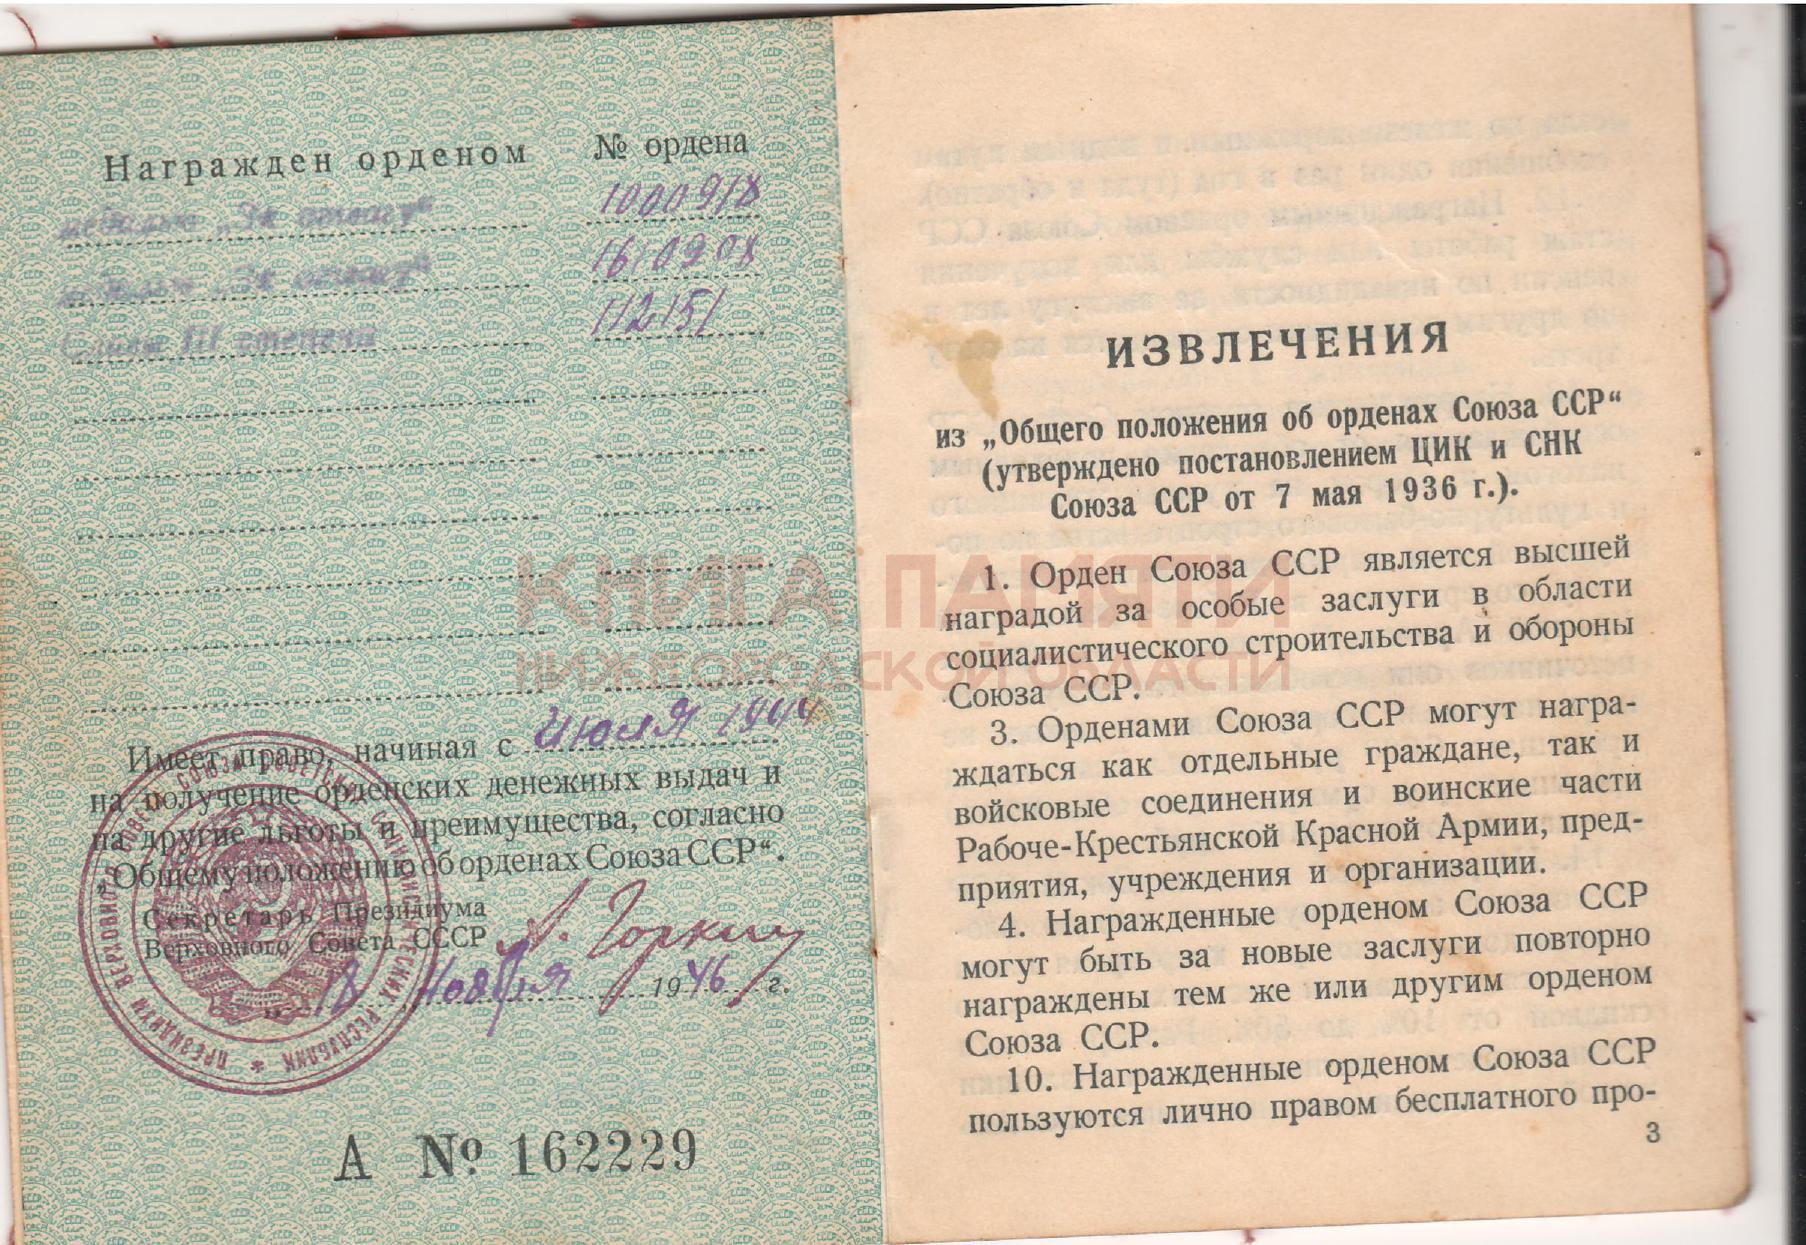 Награжден орденом № ордена
медалью „За отвагу“ 1000918
медалью „За отвагу“
Славы III степени 112151
Имеет право, начиная с июля 1944
на получение орденских денежных выдач и
на другие льготы и преимущества, согласно
„Общему положению об орденах Союза ССР“.
Секретарь Президиума
Верховного Совета СССР А. Горкин
18 ноября 1946 г.
А № 162229
ИЗВЛЕЧЕНИЯ
из „Общего положения об орденах Союза ССР“
(утверждено постановлением ЦИК и СНК
Союза ССР от 7 мая 1936 г.).
1. Орден Союза ССР является высшей
наградой за особые заслуги в области
социалистического строительства и обороны
Союза ССР.
3. Орденами Союза ССР могут награ-
ждаться как отдельные граждане, так и
войсковые соединения и воинские части
Рабоче-Крестьянской Красной Армии, пред-
приятия, учреждения и организации.
4. Награжденные орденом Союза ССР
могут быть за новые заслуги повторно
награждены тем же или другим орденом
Союза ССР.
10. Награжденные орденом Союза ССР
пользуются лично правом бесплатного про-
3
КНИГА ПАМЯТИ
НИЖЕГОРОДСКОЙ ОБЛАСТИ